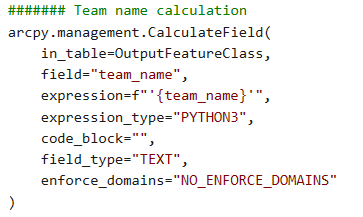 ####### Team name calculation
arcpy.management.CalculateField(
    in_table=OutputFeatureClass,
    field="team_name",
    expression=f"'{team_name}'",
    expression_type="PYTHON3",
    code_block="",
    field_type="TEXT",
    enforce_domains="NO_ENFORCE_DOMAINS"
)